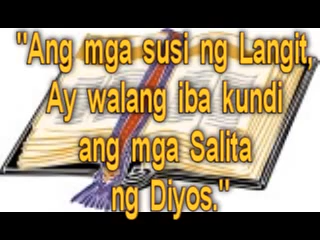 "Ang mga susi ng Langit,
Ay walang iba kundi
ang mga Salita
ng Diyos."